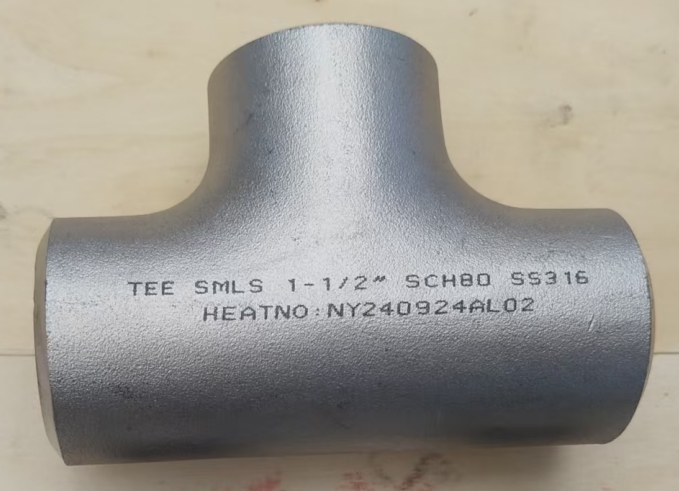 TEE SMLS 1-1/2" SCH80 SS316
HEATNO:NY240924AL02